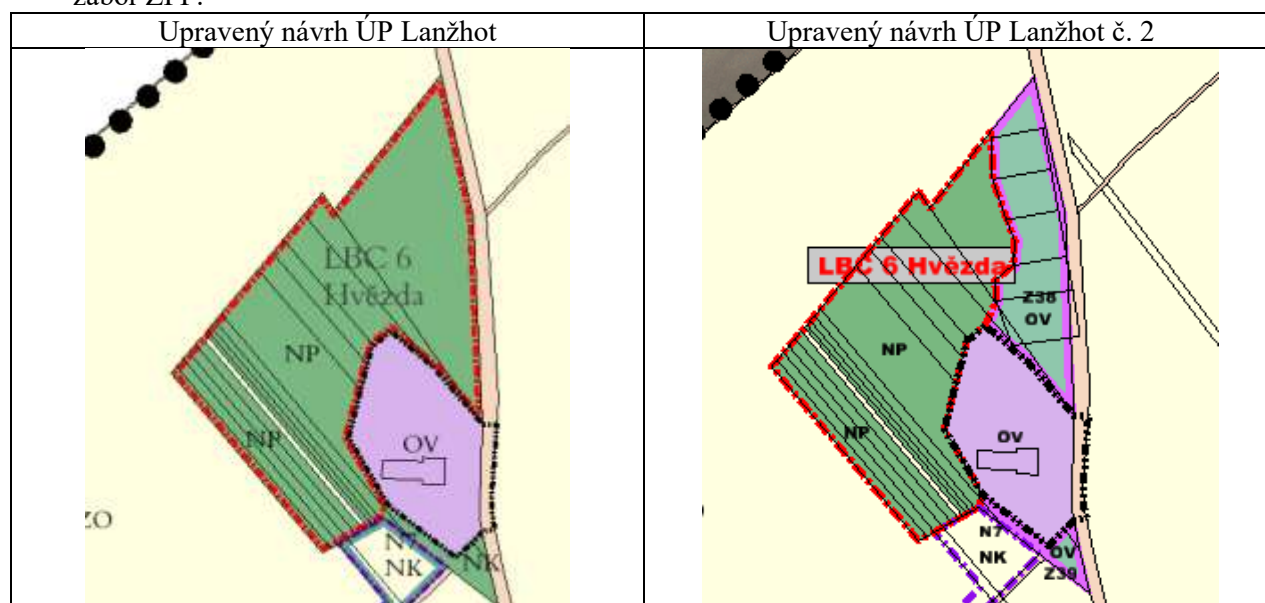 zábor ZPF.
Upravený návrh ÚP Lanžhot
Upravený návrh ÚP Lanžhot č. 2
LBC 6
Hvězda
NP
NP
OV
ZO
N7
NK
NK
LBC 6 Hvězda
Z38
OV
NP
NP
OV
N7
NK
OV
Z39